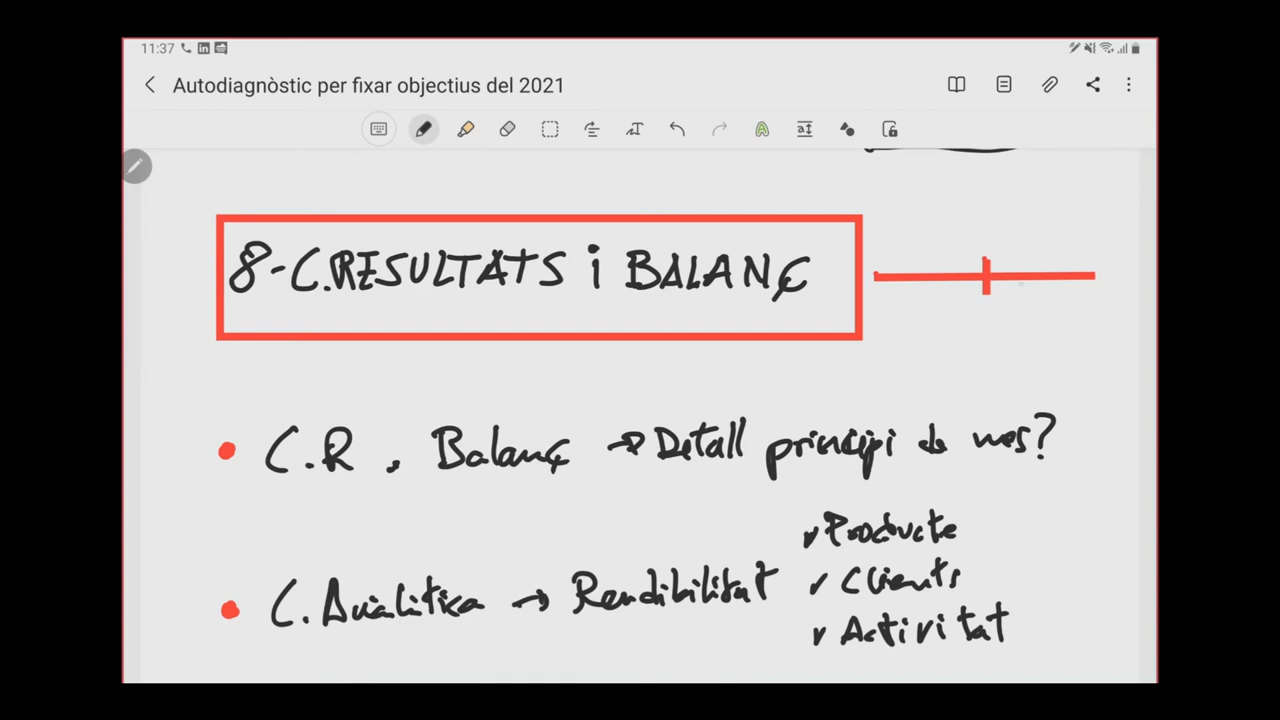 11:37
Autodiagnòstic per fixar objectius del 2021
8-C.RESULTATS i BALANÇ
C.R, Balanç → Detall principi de mes?
C. Analitica → Rendibilitat
✓ Producte
✓ Clients
✓ Activitat